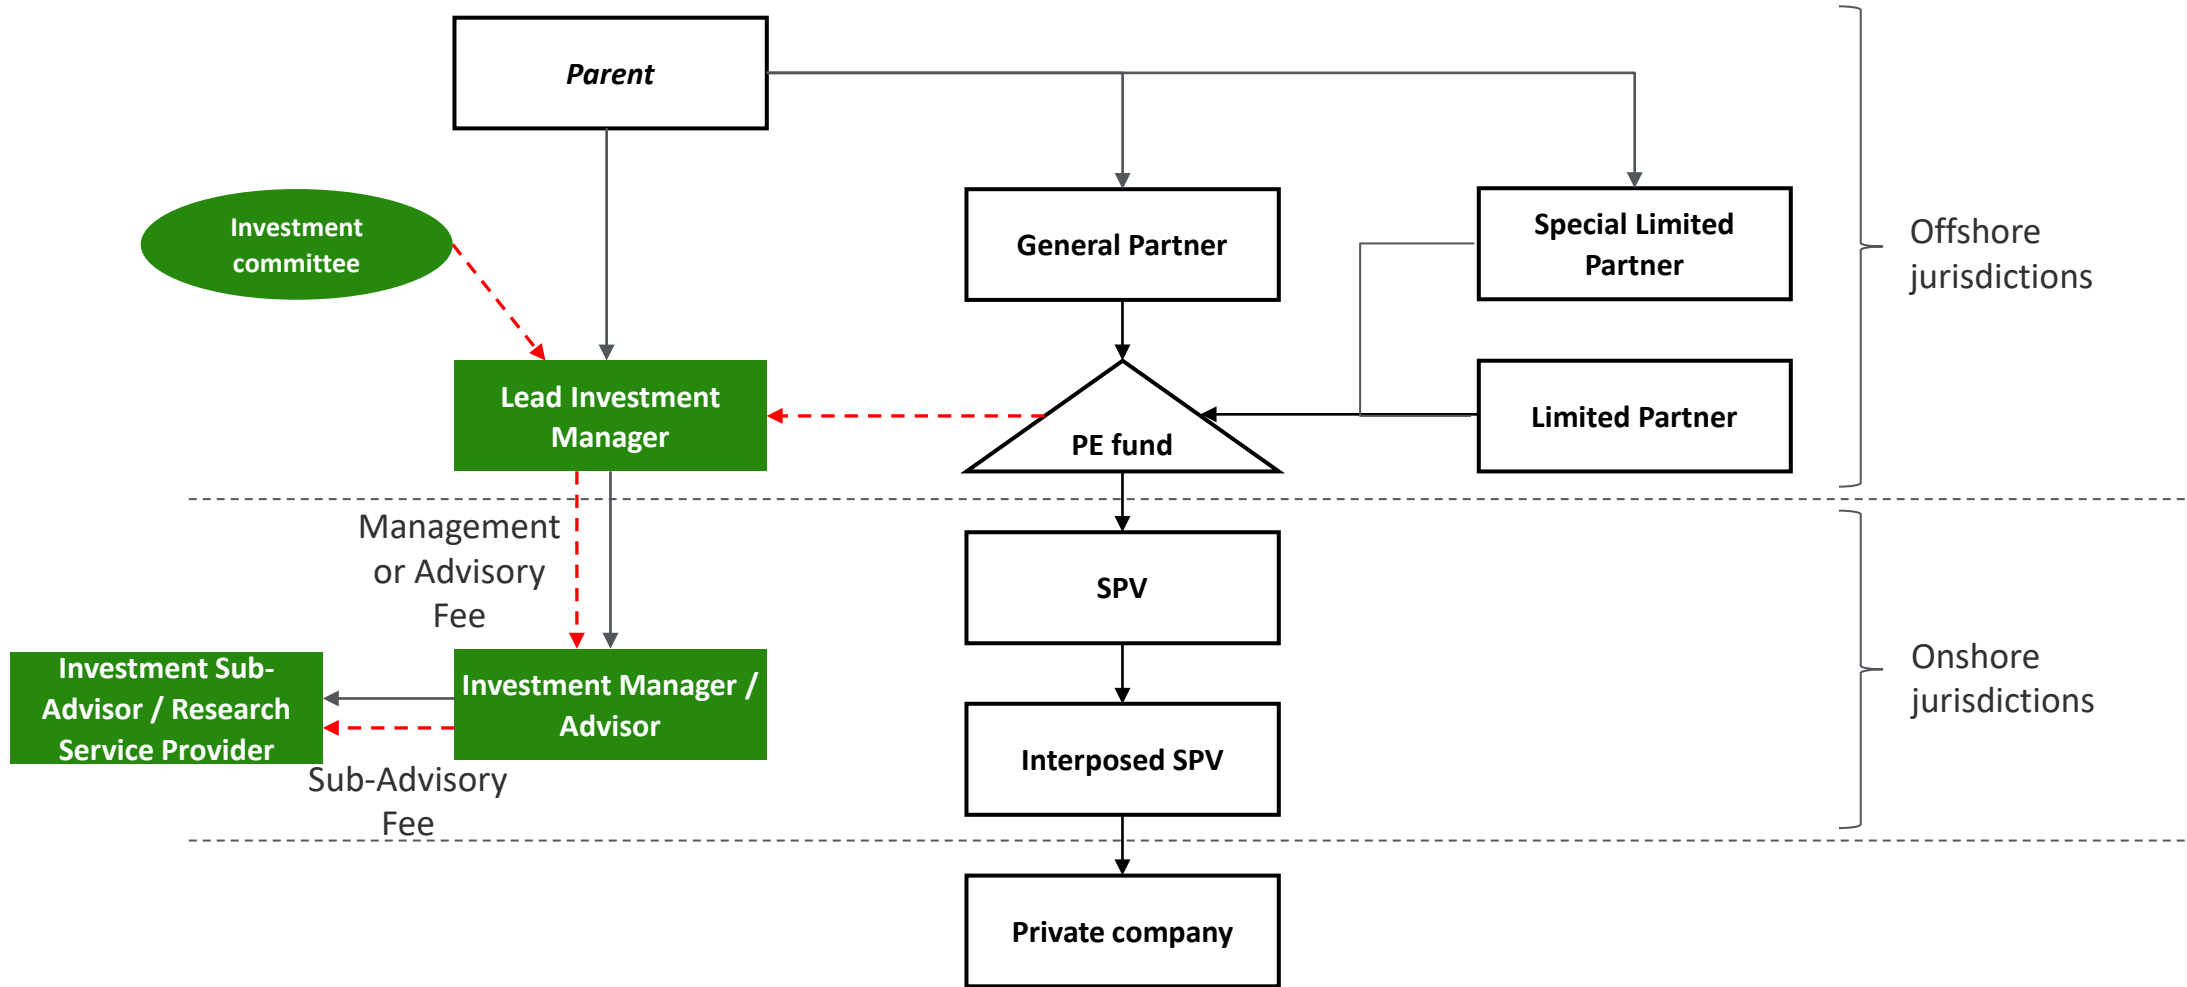 Parent
Investment
committee
General Partner
Special Limited
Partner
Offshore
jurisdictions
Lead Investment
Manager
PE fund
Limited Partner
Management
or Advisory
Fee
SPV
Investment Sub-
Advisor / Research
Service Provider
Investment Manager /
Advisor
Onshore
jurisdictions
Interposed SPV
Sub-Advisory
Fee
Private company